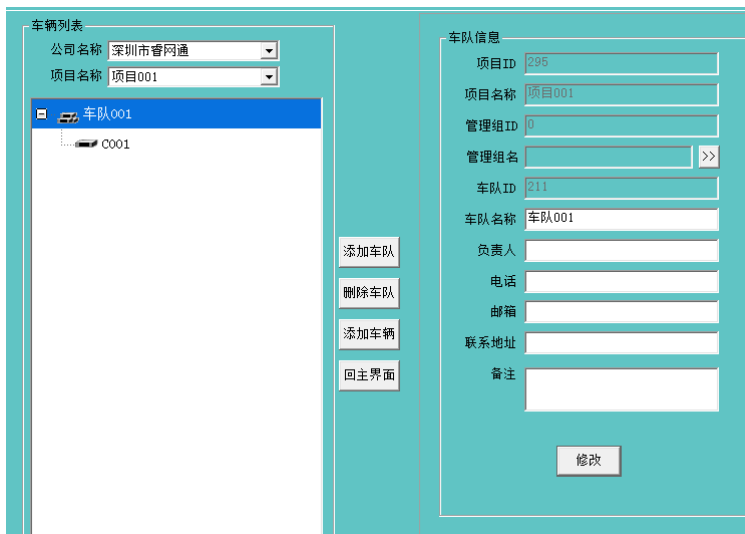 车辆列表
公司名称 深圳市睿网通
项目名称 项目001
车队001
C001
添加车队
删除车队
添加车辆
回主界面
车队信息
项目ID 295
项目名称 项目001
管理组ID 0
管理组名 >>
车队ID 211
车队名称 车队001
负责人
电话
邮箱
联系地址
备注
修改